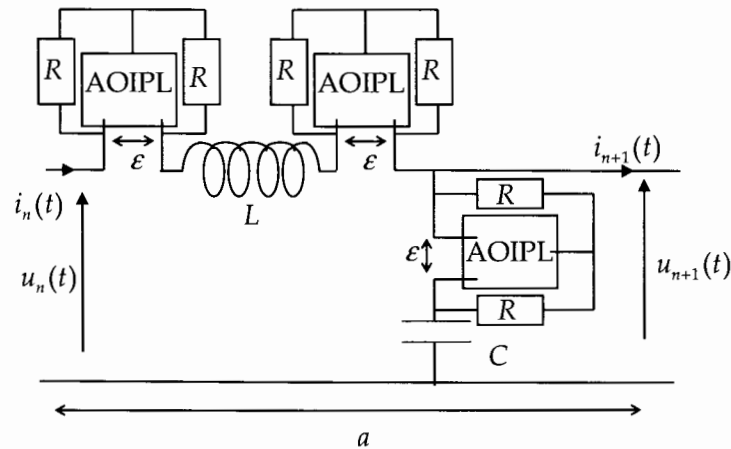 R
AOIPL
R
R
AOIPL
R
ε
ε
i_{n+1}(t)
i_n(t)
L
R
ε
AOIPL
u_n(t)
u_{n+1}(t)
R
C
a